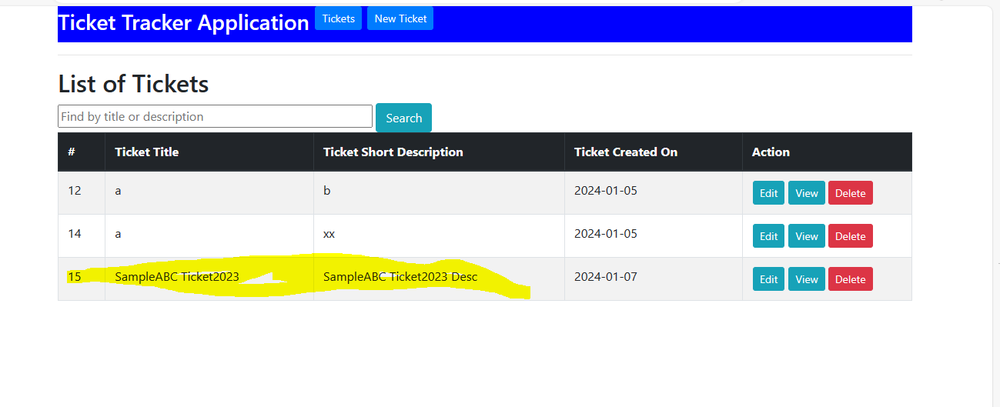 Ticket Tracker Application Tickets New Ticket
List of Tickets
Find by title or description Search
# Ticket Title Ticket Short Description Ticket Created On Action
12 a b 2024-01-05 Edit View Delete
14 a xx 2024-01-05 Edit View Delete
15 SampleABC Ticket2023 SampleABC Ticket2023 Desc 2024-01-07 Edit View Delete